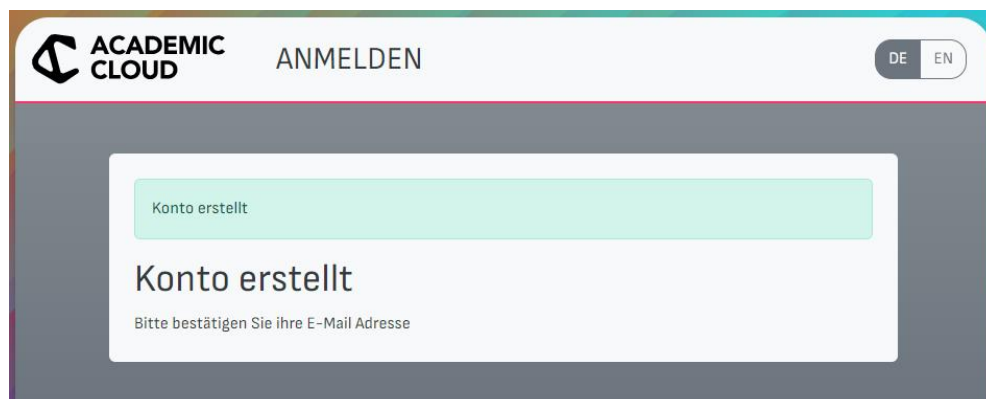 ACADEMIC
CLOUD
ANMELDEN
DE EN
Konto erstellt
Konto erstellt
Bitte bestätigen Sie ihre E-Mail Adresse